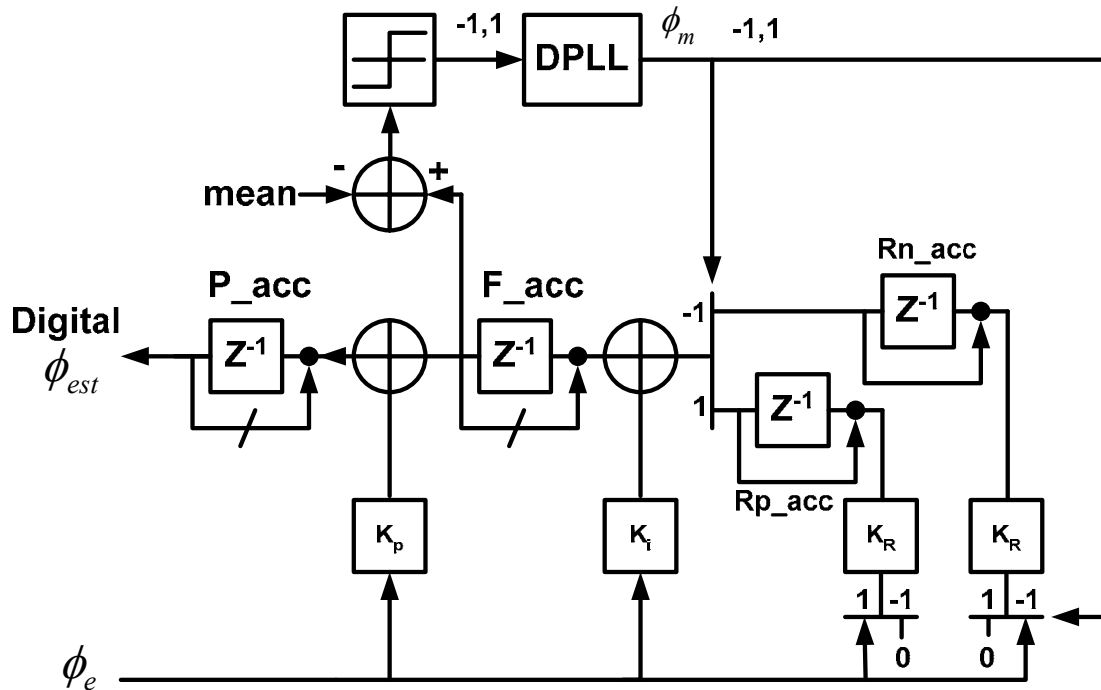 -1,1
DPLL
ϕm
-1,1
-
+
mean
Rn_acc
P_acc
F_acc
Z-1
-1
Digital
ϕest
Z-1
Z-1
1
Z-1
Rp_acc
Kp
Ki
KR
KR
1 -1
1 -1
0
0
ϕe